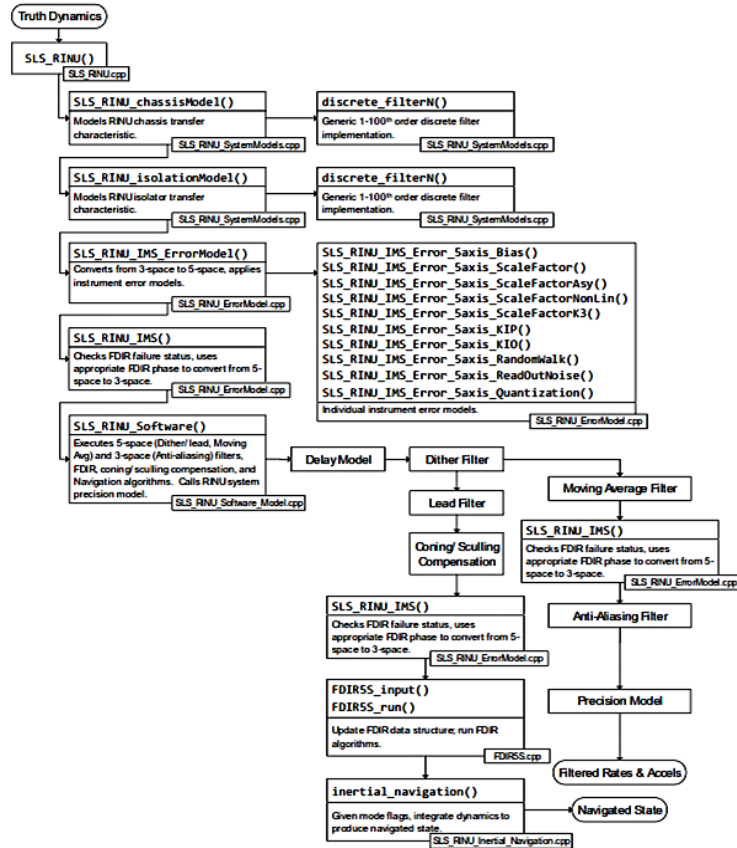 Truth Dynamics
SLS_RINU()
SLS_RINU.cpp
SLS_RINU_chassisModel()
Models RINU chassis transfer
characteristic.
SLS_RINU_SystemModels.cpp
discrete_filterN()
Generic 1-100th order discrete filter
implementation.
SLS_RINU_SystemModels.cpp
SLS_RINU_isolationModel()
Models RINU isolator transfer
characteristic.
SLS_RINU_SystemModels.cpp
discrete_filterN()
Generic 1-100th order discrete filter
implementation.
SLS_RINU_SystemModels.cpp
SLS_RINU_IMS_ErrorModel()
Converts from 3-space to 5-space, applies
instrument error models.
SLS_RINU_ErrorModel.cpp
SLS_RINU_IMS_Error_5axis_Bias()
SLS_RINU_IMS_Error_5axis_ScaleFactor()
SLS_RINU_IMS_Error_5axis_ScaleFactorAsy()
SLS_RINU_IMS_Error_5axis_ScaleFactorNonLin()
SLS_RINU_IMS_Error_5axis_ScaleFactorK3()
SLS_RINU_IMS_Error_5axis_KIP()
SLS_RINU_IMS_Error_5axis_KIO()
SLS_RINU_IMS_Error_5axis_RandomWalk()
SLS_RINU_IMS_Error_5axis_ReadOutNoise()
SLS_RINU_IMS_Error_5axis_Quantization()
Individual instrument error models.
SLS_RINU_ErrorModel.cpp
SLS_RINU_IMS()
Checks FDIR failure status, uses
appropriate FDIR phase to convert from 5-
space to 3-space.
SLS_RINU_ErrorModel.cpp
SLS_RINU_Software()
Executes 5-space (Dither/ lead, Moving
Avg) and 3-space (Anti-aliasing) filters,
FDIR, coning/ sculling compensation, and
Navigation algorithms. Calls RINU system
precision model.
SLS_RINU_Software_Model.cpp
Delay Model
Dither Filter
Lead Filter
Coning/ Sculling
Compensation
SLS_RINU_IMS()
Checks FDIR failure status, uses
appropriate FDIR phase to convert from 5-
space to 3-space.
SLS_RINU_ErrorModel.cpp
FDIR5S_input()
FDIR5S_run()
Update FDIR data structure; run FDIR
algorithms.
FDIR5S.cpp
inertial_navigation()
Given mode flags, integrate dynamics to
produce navigated state.
SLS_RINU_Inertial_Navigation.cpp
Navigated State
Moving Average Filter
SLS_RINU_IMS()
Checks FDIR failure status, uses
appropriate FDIR phase to convert from 5-
space to 3-space.
SLS_RINU_ErrorModel.cpp
Anti-Aliasing Filter
Precision Model
Filtered Rates & Accels